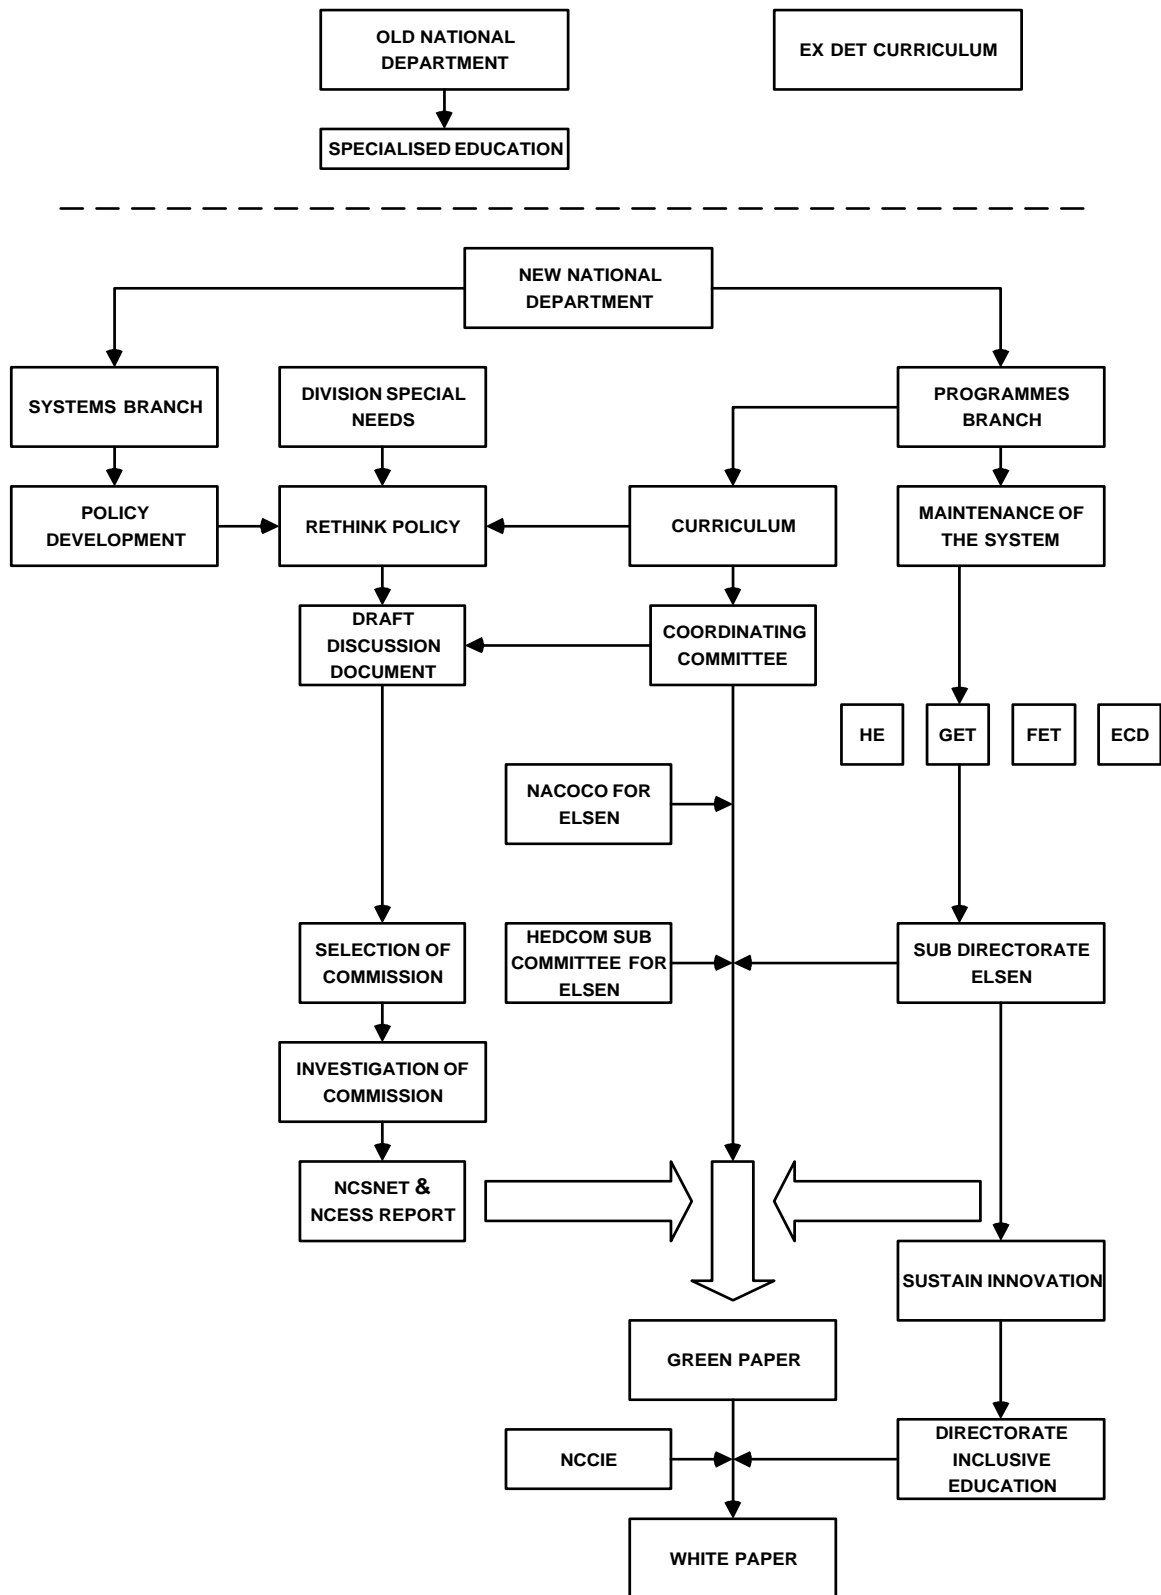 OLD NATIONAL
DEPARTMENT
EX DET CURRICULUM
SPECIALISED EDUCATION
NEW NATIONAL
DEPARTMENT
SYSTEMS BRANCH
DIVISION SPECIAL
NEEDS
PROGRAMMES
BRANCH
POLICY
DEVELOPMENT
RETHINK POLICY
CURRICULUM
MAINTENANCE OF
THE SYSTEM
DRAFT
DISCUSSION
DOCUMENT
COORDINATING
COMMITTEE
HE
GET
FET
ECD
NACOCO FOR
ELSEN
SELECTION OF
COMMISSION
HEDCOM SUB
COMMITTEE FOR
ELSEN
SUB DIRECTORATE
ELSEN
INVESTIGATION OF
COMMISSION
NCSNET &
NCESS REPORT
SUSTAIN INNOVATION
GREEN PAPER
NCCIE
DIRECTORATE
INCLUSIVE
EDUCATION
WHITE PAPER